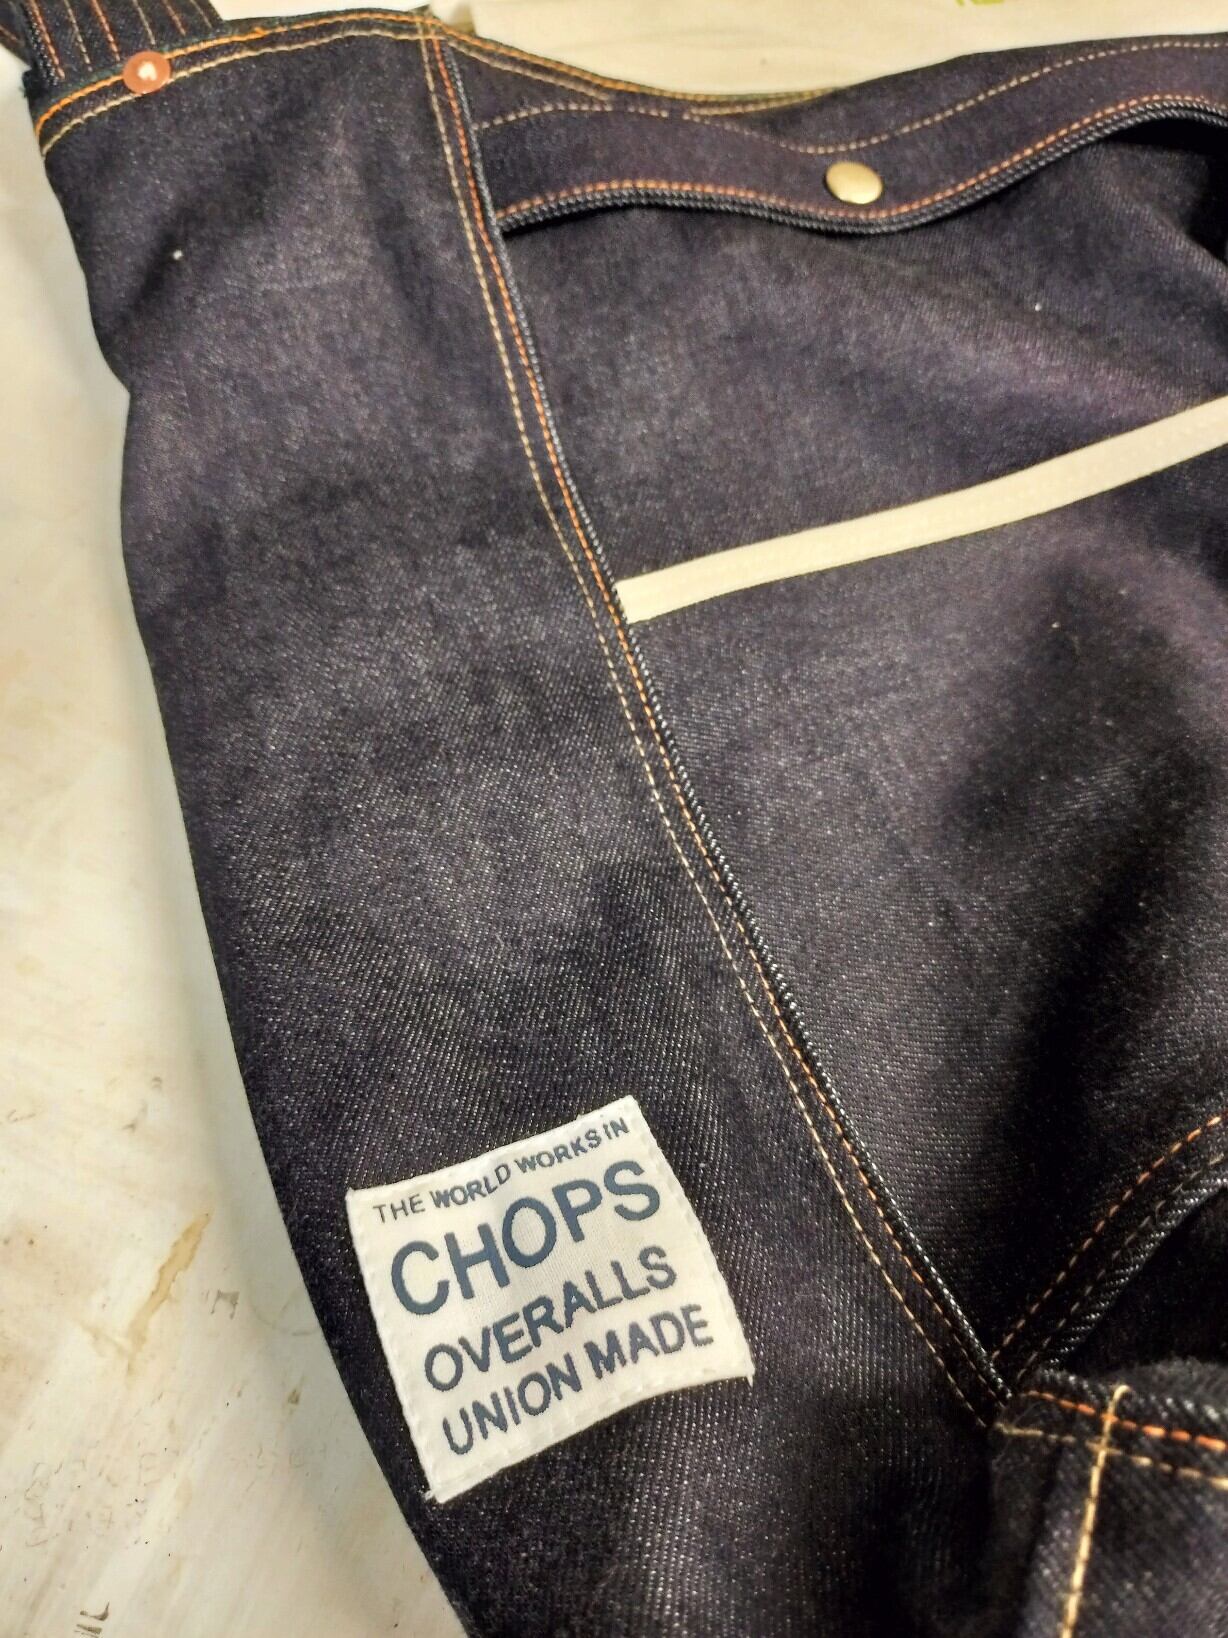 THE WORLD WORKS IN
CHOPS
OVERALLS
UNION MADE